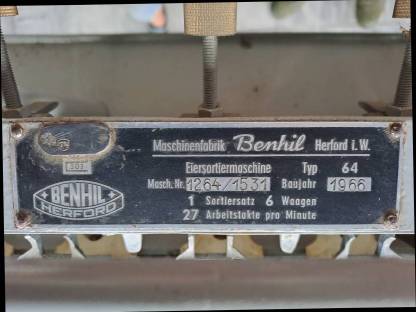 Maschinenfabrik Benhil Herford i. W.
Eiersortiermaschine Typ 64
Masch. Nr. 1264/1531 Baujahr 1966
1 Sortiersatz 6 Waagen
27 Arbeitstakte pro Minute
BENHIL
HERFORD